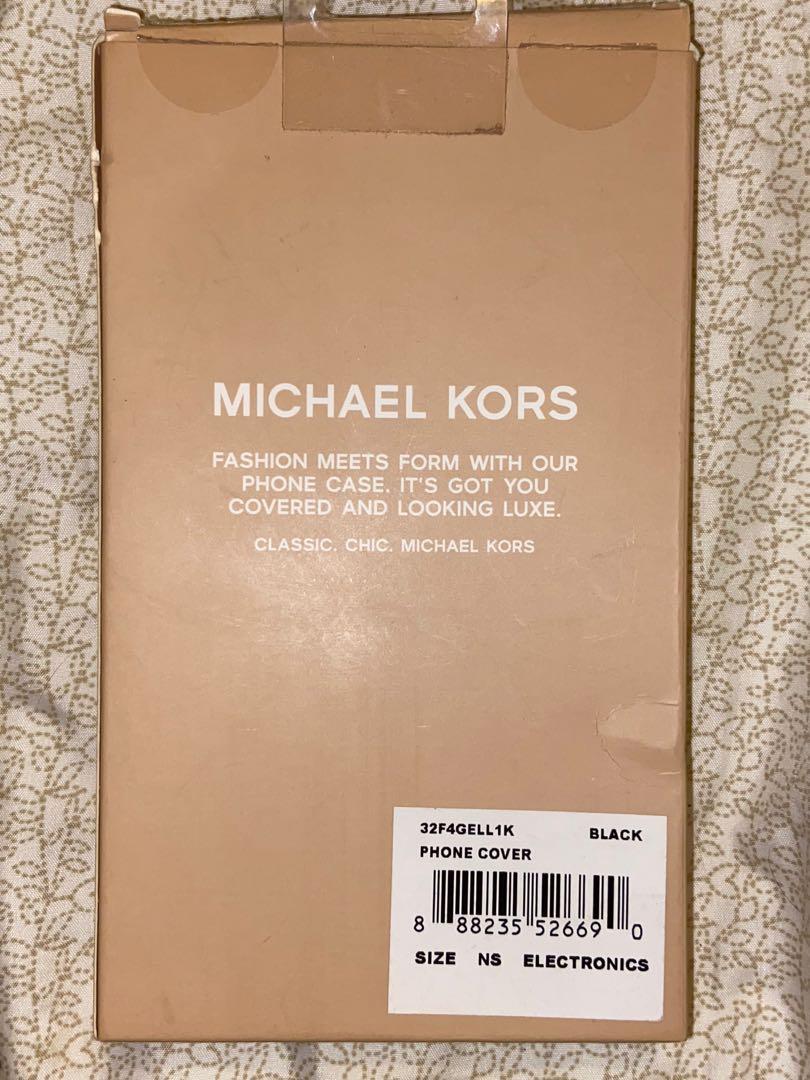 MICHAEL KORS
FASHION MEETS FORM WITH OUR
PHONE CASE. IT'S GOT YOU
COVERED AND LOOKING LUXE.
CLASSIC. CHIC. MICHAEL KORS
32F4GELL1K BLACK
PHONE COVER
8 88235 52669 0
SIZE NS ELECTRONICS